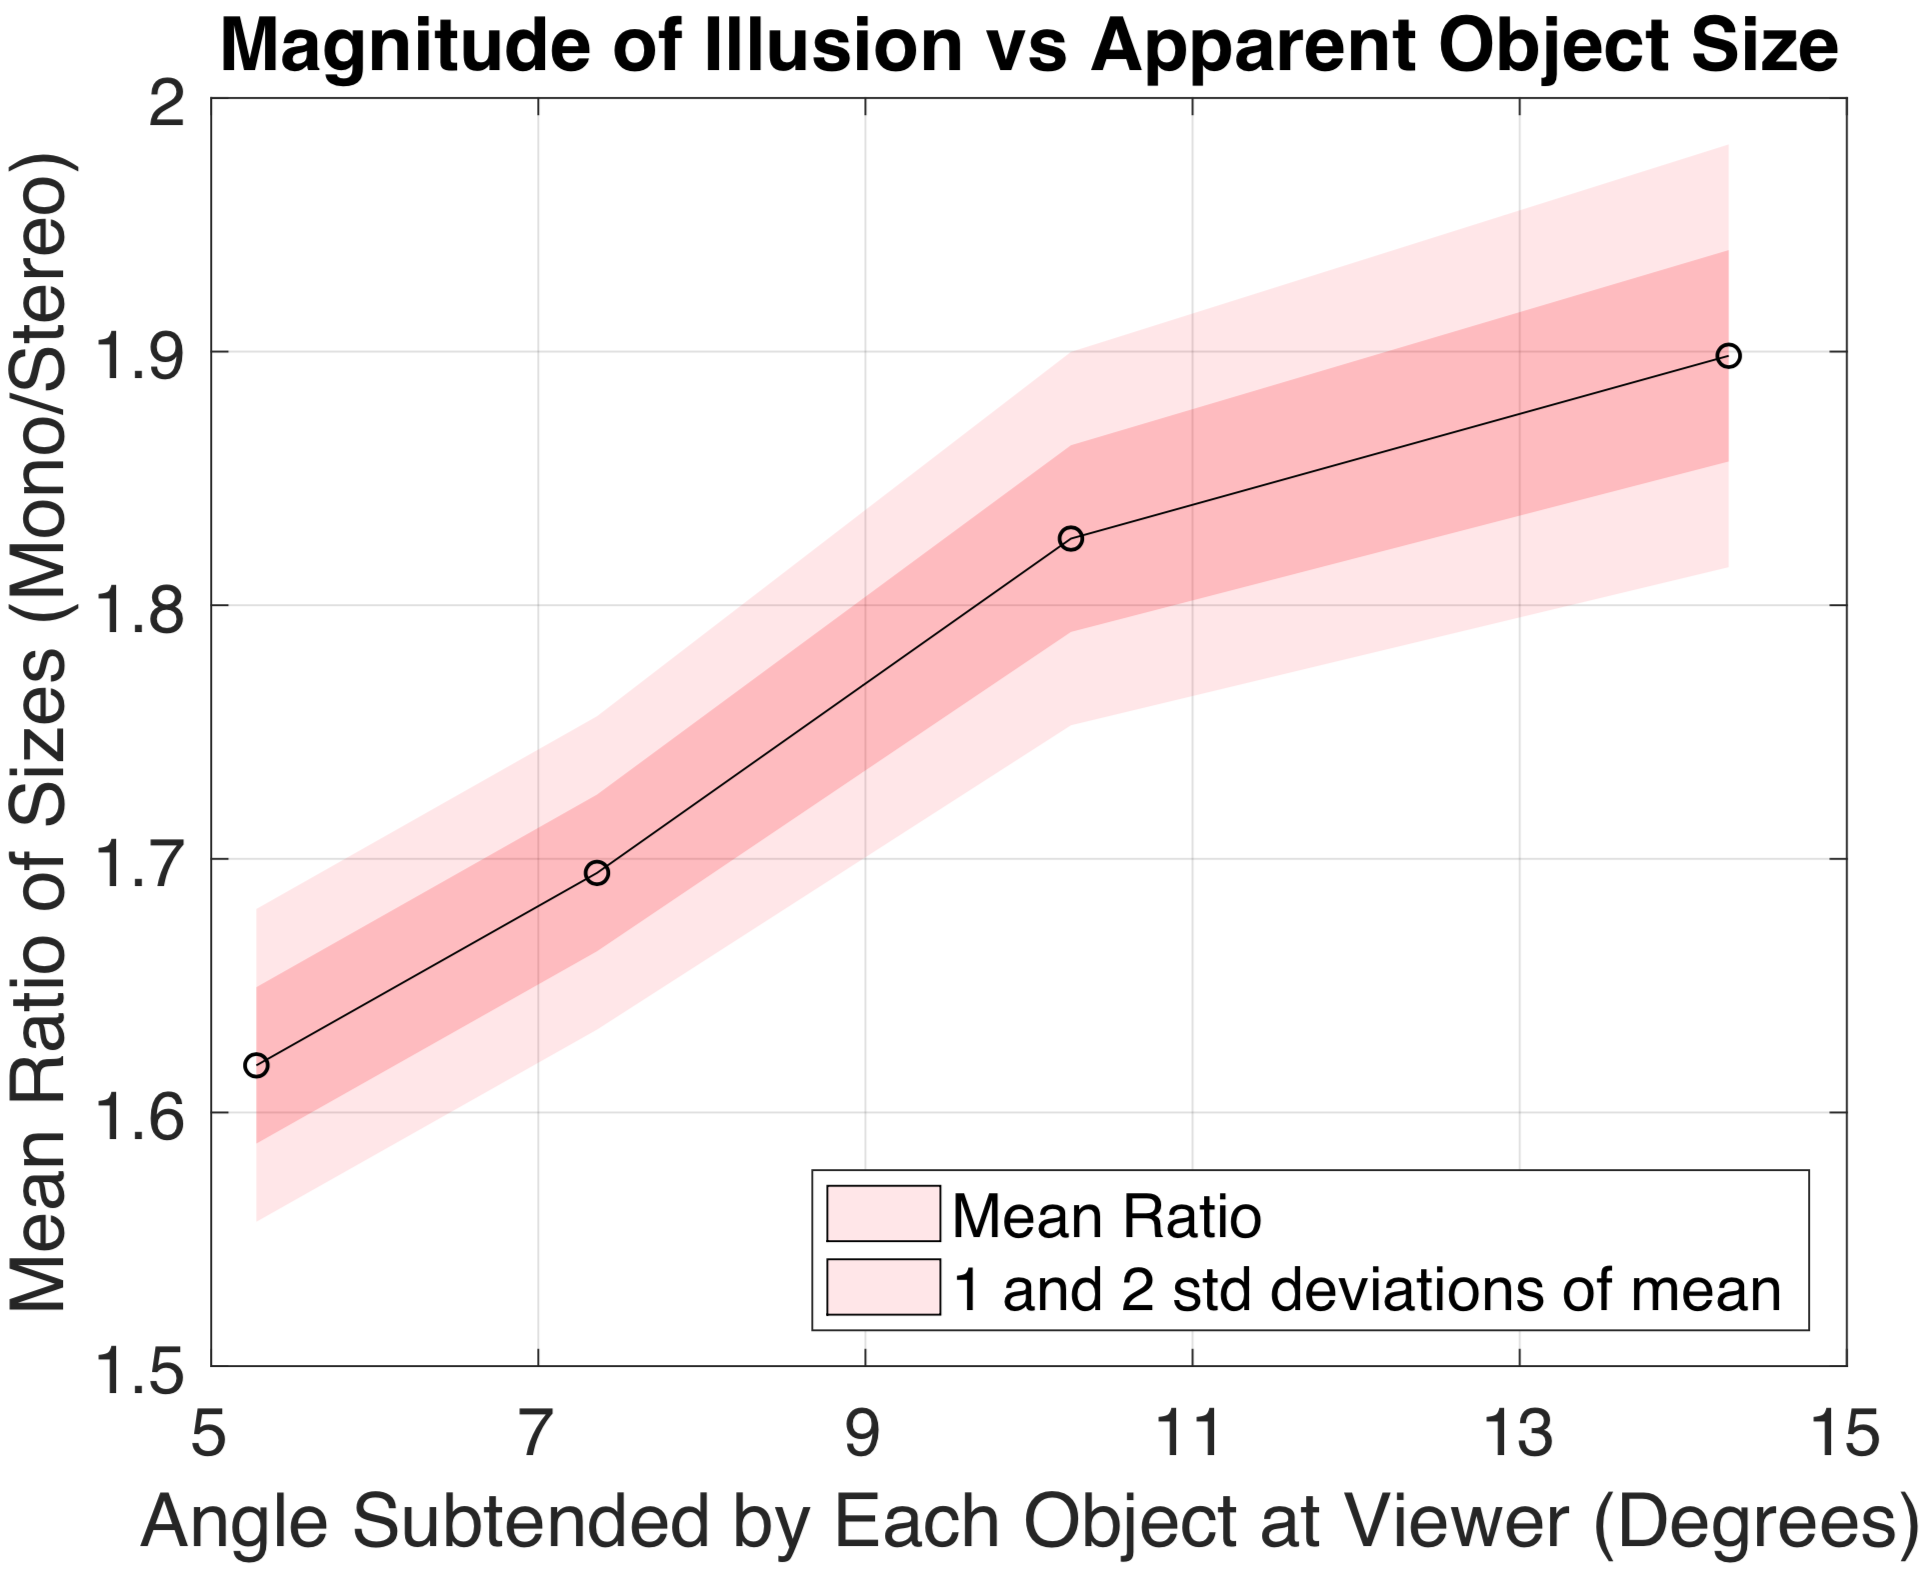 Magnitude of Illusion vs Apparent Object Size
Mean Ratio of Sizes (Mono/Stereo)
2
1.9
1.8
1.7
1.6
1.5
Mean Ratio
1 and 2 std deviations of mean
5 7 9 11 13 15
Angle Subtended by Each Object at Viewer (Degrees)